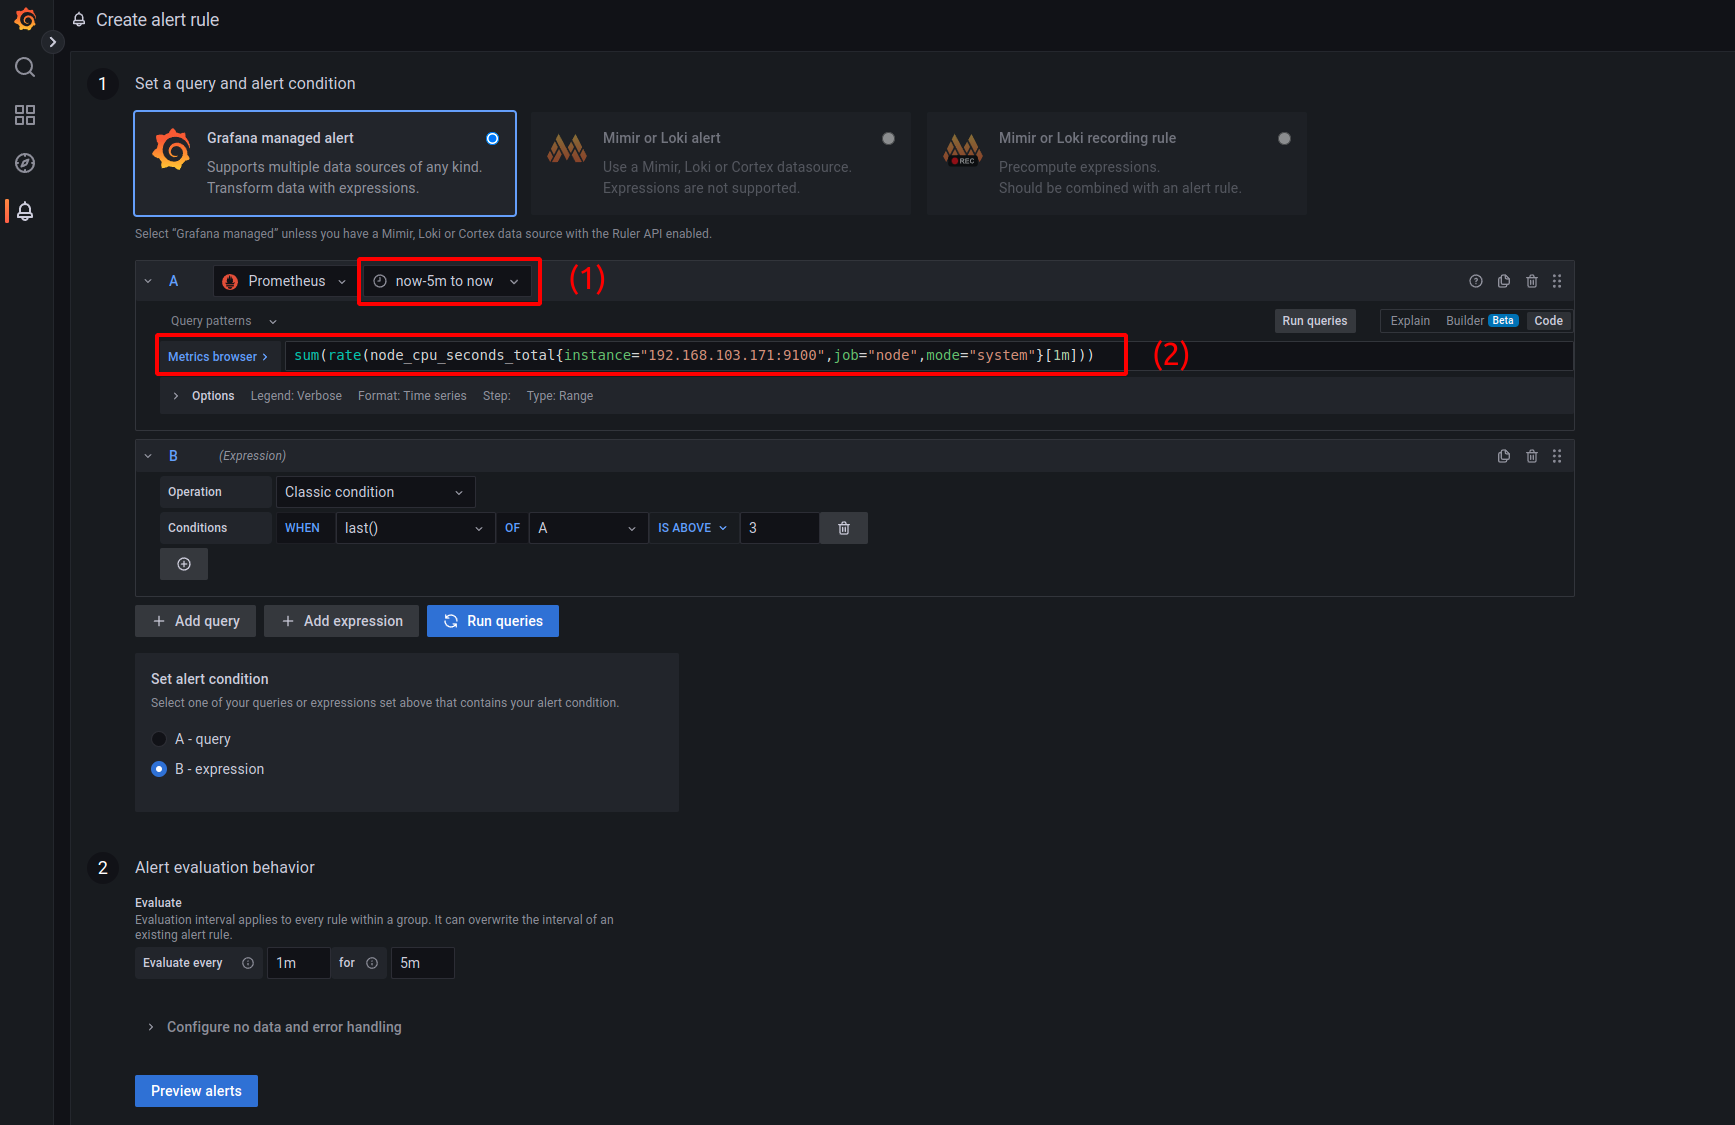 Create alert rule
1 Set a query and alert condition
Grafana managed alert
Supports multiple data sources of any kind.
Transform data with expressions.
Mimir or Loki alert
Use a Mimir, Loki or Cortex datasource.
Expressions are not supported.
REC
Mimir or Loki recording rule
Precompute expressions.
Should be combined with an alert rule.
Select “Grafana managed” unless you have a Mimir, Loki or Cortex data source with the Ruler API enabled.
A Prometheus now-5m to now (1)
Query patterns Run queries Explain Builder Beta Code
Metrics browser > sum(rate(node_cpu_seconds_total{instance="192.168.103.171:9100",job="node",mode="system"}[1m])) (2)
Options Legend: Verbose Format: Time series Step: Type: Range
B (Expression)
Operation Classic condition
Conditions WHEN last() OF A IS ABOVE 3
+ Add query + Add expression Run queries
Set alert condition
Select one of your queries or expressions set above that contains your alert condition.
A - query
B - expression
2 Alert evaluation behavior
Evaluate
Evaluation interval applies to every rule within a group. It can overwrite the interval of an
existing alert rule.
Evaluate every 1m for 5m
Configure no data and error handling
Preview alerts